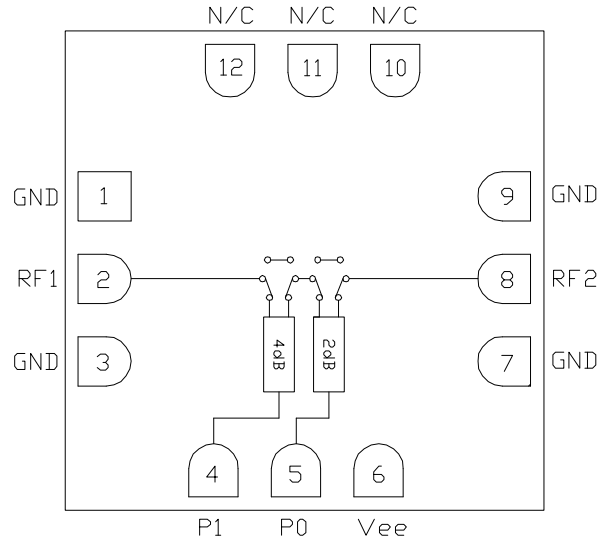 N/C N/C N/C
12 11 10
GND 1 9 GND
RF1 2 8 RF2
4dB 2dB
GND 3 7 GND
4 5 6
P1 P0 Vee